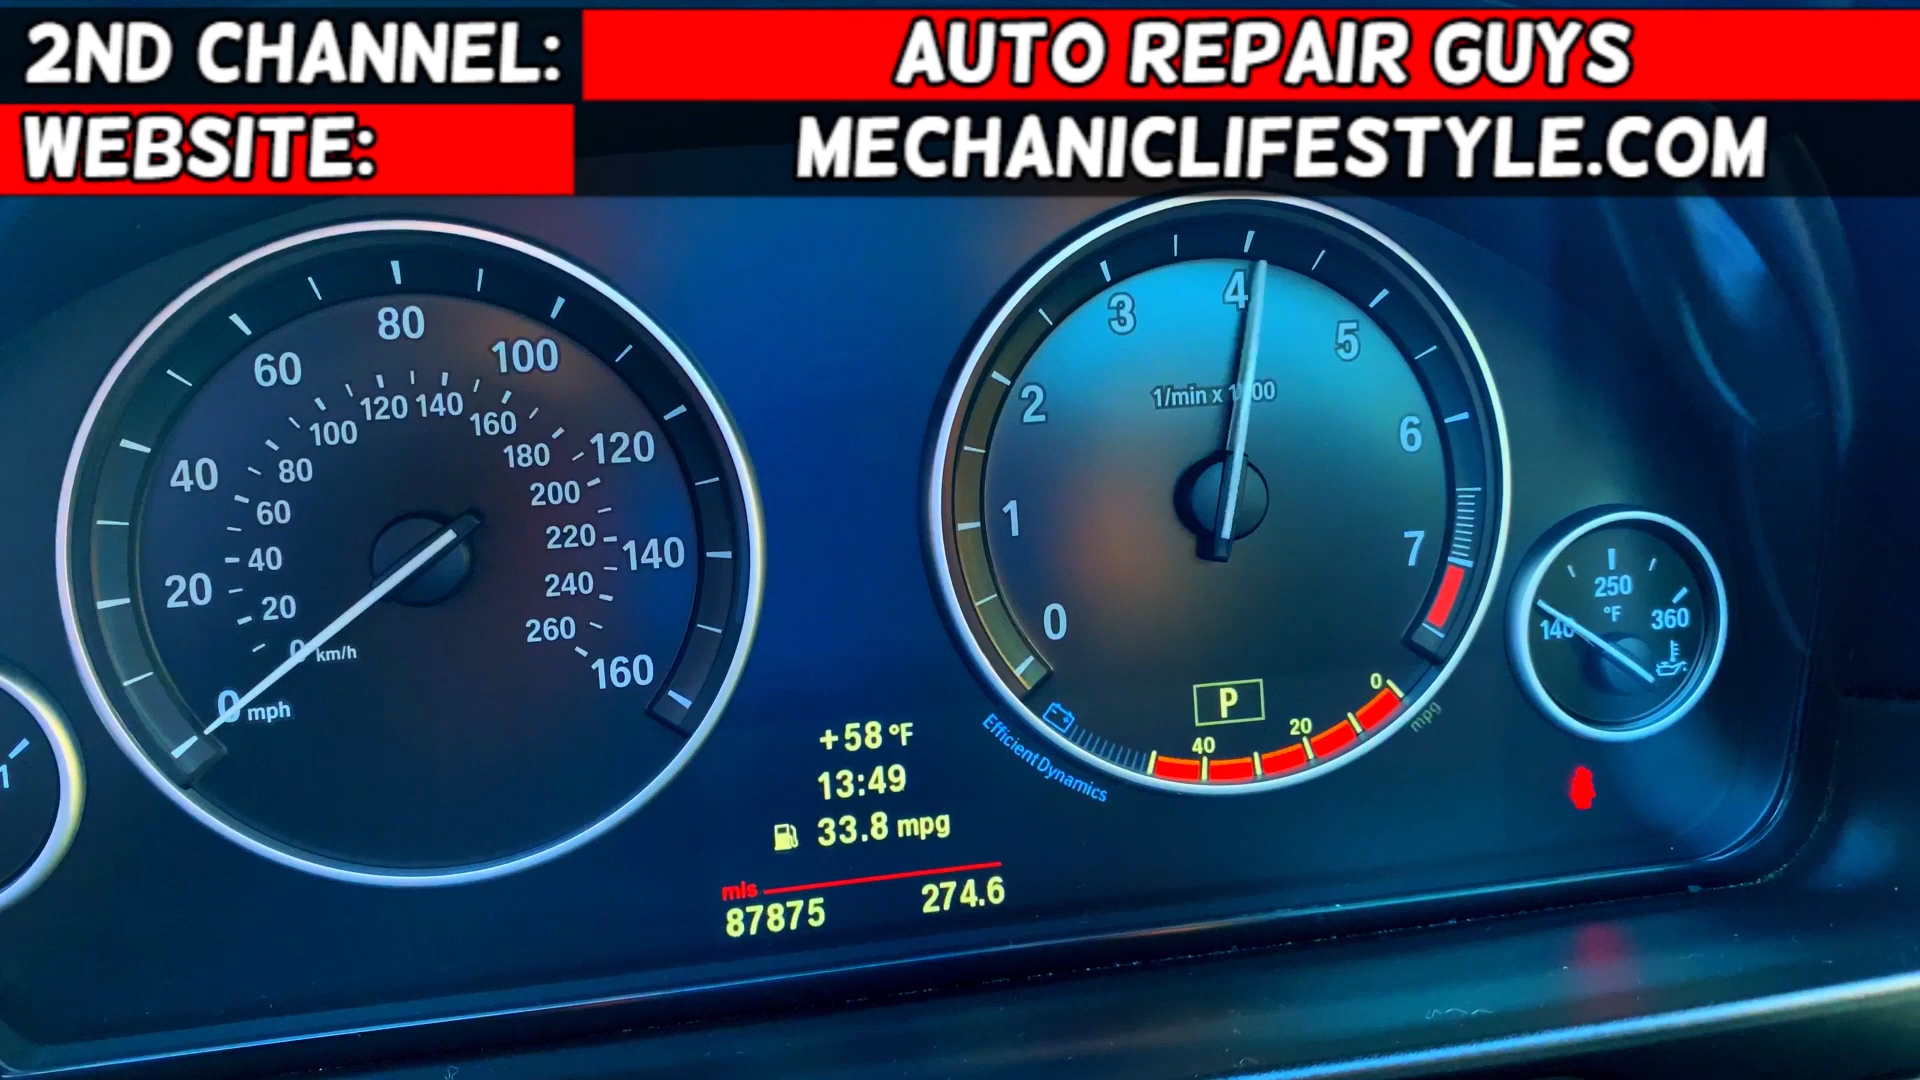 2ND CHANNEL: AUTO REPAIR GUYS
WEBSITE: MECHANICLIFESTYLE.COM
0 20 40 60 80 100 120 140 160
mph
0 20 40 60 80 100 120 140 160 180 200 220 240 260
km/h
0 1 2 3 4 5 6 7
1/min x 1000
P
40 20 0
mpg
EfficientDynamics
140 250 360
°F
1
+58 °F
13:49
33.8 mpg
mls
87875 274.6